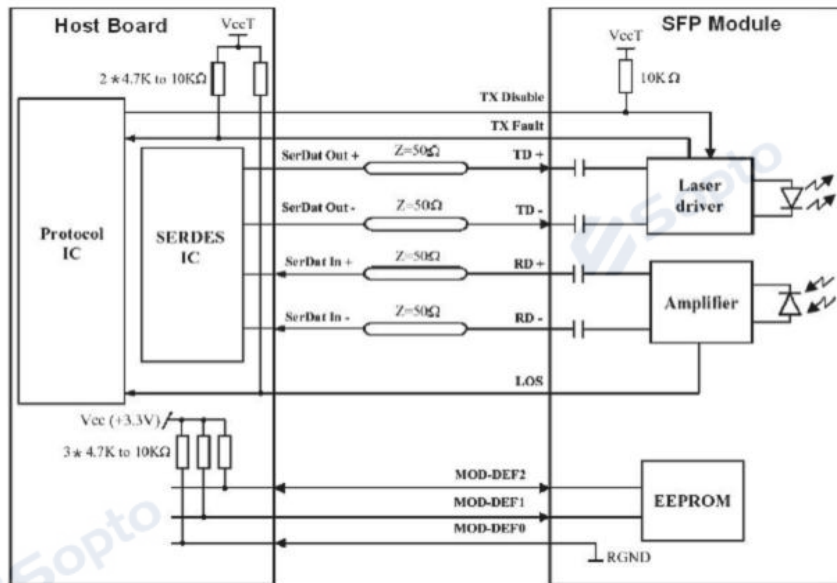 Host Board
SFP Module
VccT
VccT
2*4.7K to 10KΩ
10KΩ
TX Disable
TX Fault
SerDat Out +
Z=50Ω
TD +
Laser
driver
SerDat Out -
Z=50Ω
TD -
Protocol
IC
SERDES
IC
SerDat In +
Z=50Ω
RD +
Amplifier
SerDat In -
Z=50Ω
RD -
LOS
Vcc (+3.3V)
3*4.7K to 10KΩ
MOD-DEF2
MOD-DEF1
MOD-DEF0
EEPROM
RGND
Sopto
Sopto